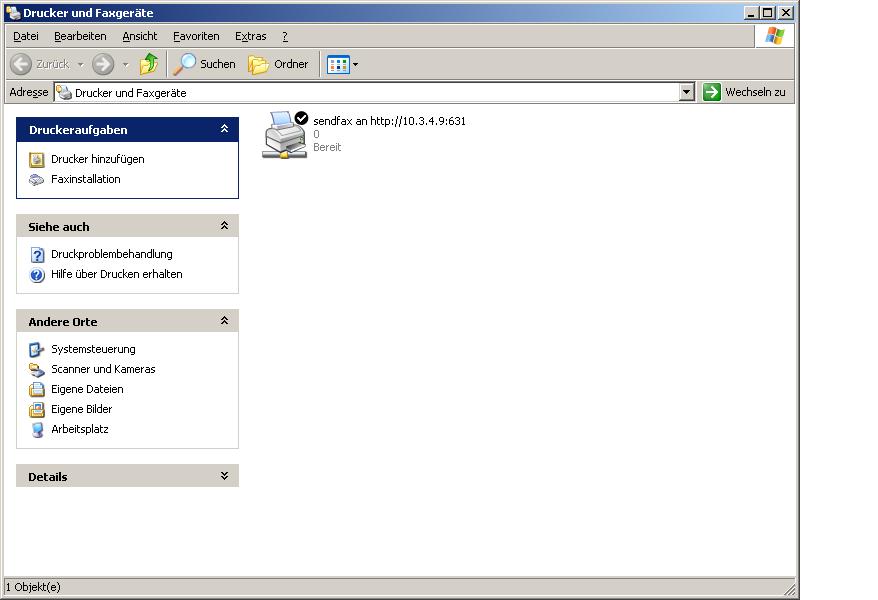 Drucker und Faxgeräte
Datei Bearbeiten Ansicht Favoriten Extras ?
Zurück Suchen Ordner
Adresse Drucker und Faxgeräte Wechseln zu
Druckeraufgaben
Drucker hinzufügen
Faxinstallation
Siehe auch
Druckproblembehandlung
Hilfe über Drucken erhalten
Andere Orte
Systemsteuerung
Scanner und Kameras
Eigene Dateien
Eigene Bilder
Arbeitsplatz
Details
sendfax an http://10.3.4.9:631
0
Bereit
1 Objekt(e)